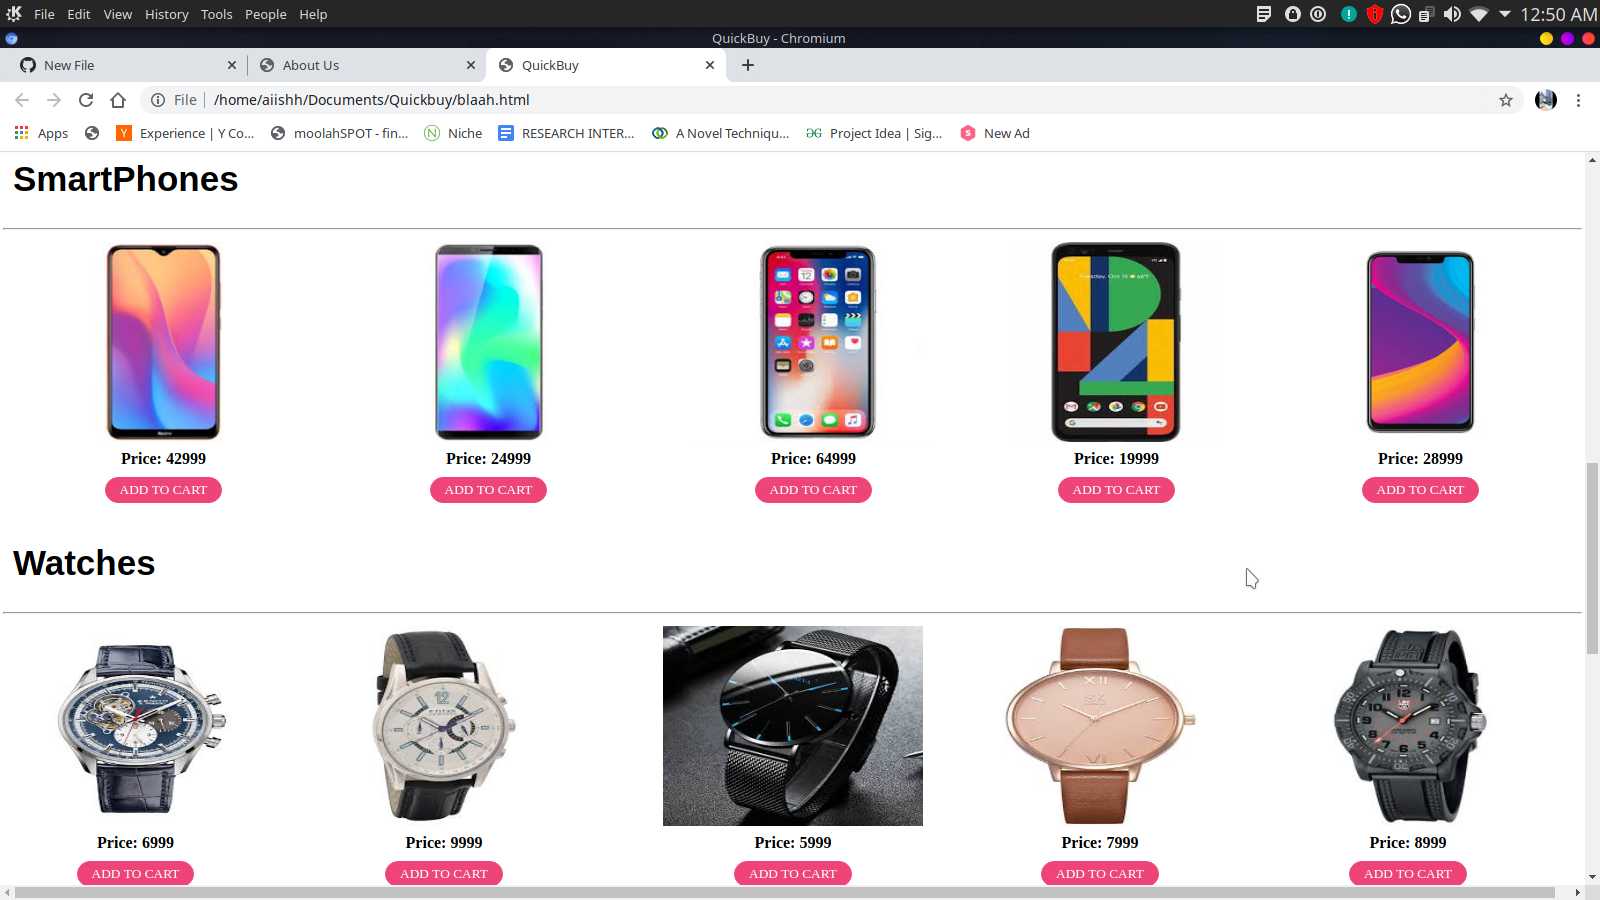 File Edit View History Tools People Help 12:50 AM
QuickBuy - Chromium
New File About Us QuickBuy
File /home/aiishh/Documents/Quickbuy/blaah.html
Apps Experience | Y Co... moolahSPOT - fin... Niche RESEARCH INTER... A Novel Techniqu... Project Idea | Sig... New Ad
SmartPhones
Price: 42999 Price: 24999 Price: 64999 Price: 19999 Price: 28999
ADD TO CART ADD TO CART ADD TO CART ADD TO CART ADD TO CART
Watches
Price: 6999 Price: 9999 Price: 5999 Price: 7999 Price: 8999
ADD TO CART ADD TO CART ADD TO CART ADD TO CART ADD TO CART